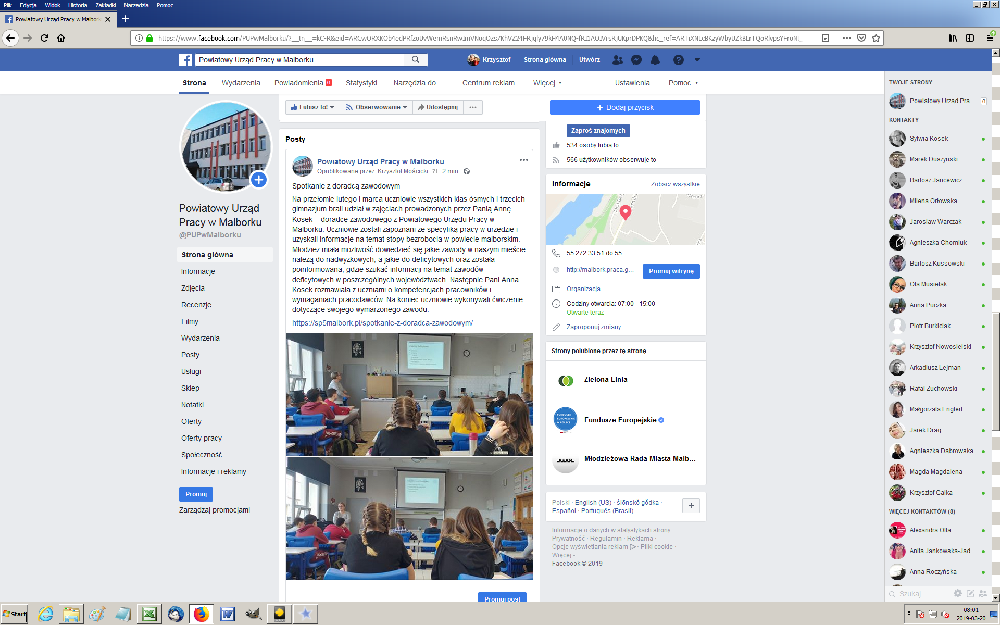 Plik Edycja Widok Historia Zakładki Narzędzia Pomoc
Powiatowy Urząd Pracy w Malbork
https://www.facebook.com/PUPwMalborku/?__tn__=kC-R&eid=ARCwORXKOb4edPRfzoUvWemRsnRwImVNoqOzs7KhVZ24FRjqly79kH4A0NQ-fRI1AOIVrsRjUKprDPKQ&hc_ref=ARTiXNLcBKzyWbyUZkBLrTQoRlvpsYFroNt_
Powiatowy Urząd Pracy w Malborku
Krzysztof Strona główna Utwórz
Strona Wydarzenia Powiadomienia 6 Statystyki Narzędzia do ... Centrum reklam Więcej Ustawienia Pomoc
Powiatowy Urząd
Pracy w Malborku
@PUPwMalborku
Strona główna
Informacje
Zdjęcia
Recenzje
Filmy
Wydarzenia
Posty
Usługi
Sklep
Notatki
Oferty
Oferty pracy
Społeczność
Informacje i reklamy
Promuj
Zarządzaj promocjami
Lubisz to! Obserwowanie Udostępnij
+ Dodaj przycisk
Posty
Powiatowy Urząd Pracy w Malborku
Opublikowane przez: Krzysztof Mościcki [?] · 2 min ·
Spotkanie z doradcą zawodowym
Na przełomie lutego i marca uczniowie wszystkich klas ósmych i trzecich
gimnazjum brali udział w zajęciach prowadzonych przez Panią Annę
Kosek – doradcę zawodowego z Powiatowego Urzędu Pracy w
Malborku. Uczniowie zostali zapoznani ze specyfiką pracy w urzędzie i
uzyskali informacje na temat stopy bezrobocia w powiecie malborskim.
Młodzież miała możliwość dowiedzieć się jakie zawody w naszym mieście
należą do nadwyżkowych, a jakie do deficytowych oraz została
poinformowana, gdzie szukać informacji na temat zawodów
deficytowych w poszczególnych województwach. Następnie Pani Anna
Kosek rozmawiała z uczniami o kompetencjach pracowników i
wymaganiach pracodawców. Na koniec uczniowie wykonywali ćwiczenie
dotyczące swojego wymarzonego zawodu.
https://sp5malbork.pl/spotkanie-z-doradca-zawodowym/
Promuj post
Zaproś znajomych
534 osoby lubią to
566 użytkowników obserwuje to
Informacje Zobacz wszystkie
Jana Baż
Armii
asteura
55 272 33 51 do 55
http://malbork.praca.g... Promuj witrynę
Organizacja
Godziny otwarcia: 07:00 - 15:00
Otwarte teraz
Zaproponuj zmiany
Strony polubione przez tę stronę
Zielona Linia
FUNDUSZE
EUROPEJSKIE
W POLSCE
Fundusze Europejskie
Młodzieżowa Rada Miasta Malb...
Polski · English (US) · ślōnskŏ gŏdka ·
Español · Português (Brasil)
+
Informacje o danych w statystykach strony
Prywatność · Regulamin · Reklama ·
Opcje wyświetlania reklam · Pliki cookie ·
Więcej
Facebook © 2019
TWOJE STRONY
Powiatowy Urząd Pra... 6
KONTAKTY
Sylwia Kosek
Marek Duszynski
Bartosz Jancewicz
Milena Orłowska
Jarosław Warczak
Agnieszka Chomiuk
Bartosz Kussowski
Ola Musielak
Anna Puczka
Piotr Burkiciak
Krzysztof Nowosielski
Arkadiusz Lejman
Rafal Zuchowski
Małgorzata Englert
Jarek Drag
Agnieszka Dąbrowska
Magda Magdalena
Krzysztof Galka
WIĘCEJ KONTAKTÓW (8)
Alexandra Otta
Anita Jankowska-Jad...
Anna Roczyńska
Szukaj
Start
08:01
2019-03-20